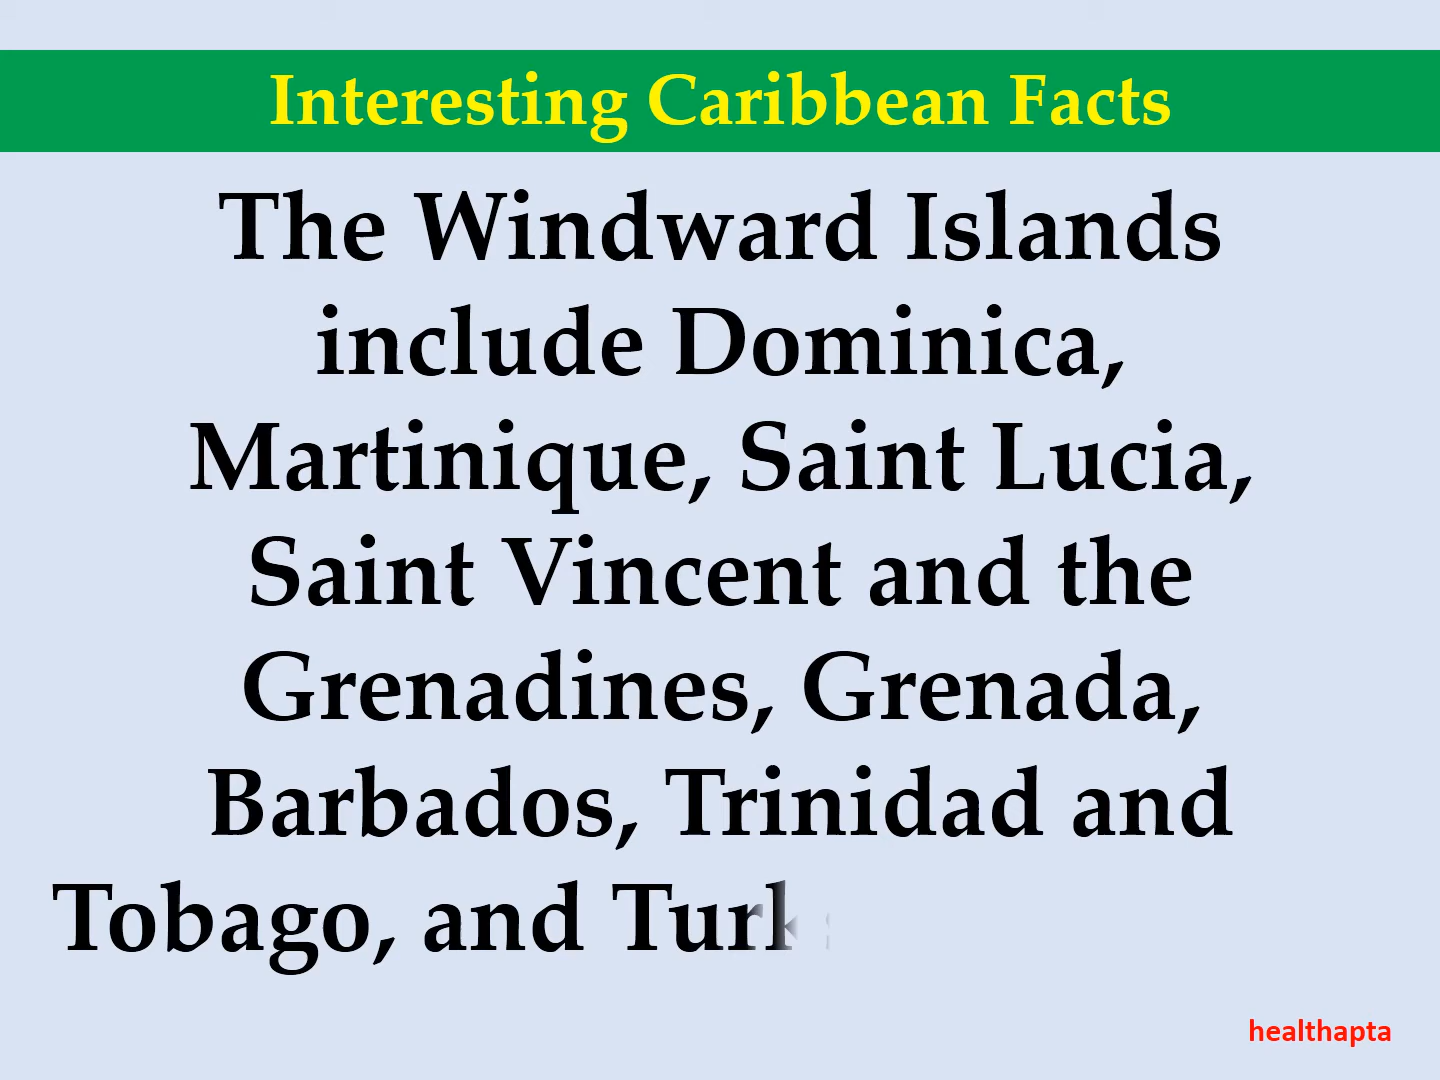 Interesting Caribbean Facts
The Windward Islands
include Dominica,
Martinique, Saint Lucia,
Saint Vincent and the
Grenadines, Grenada,
Barbados, Trinidad and
Tobago, and
healthapta